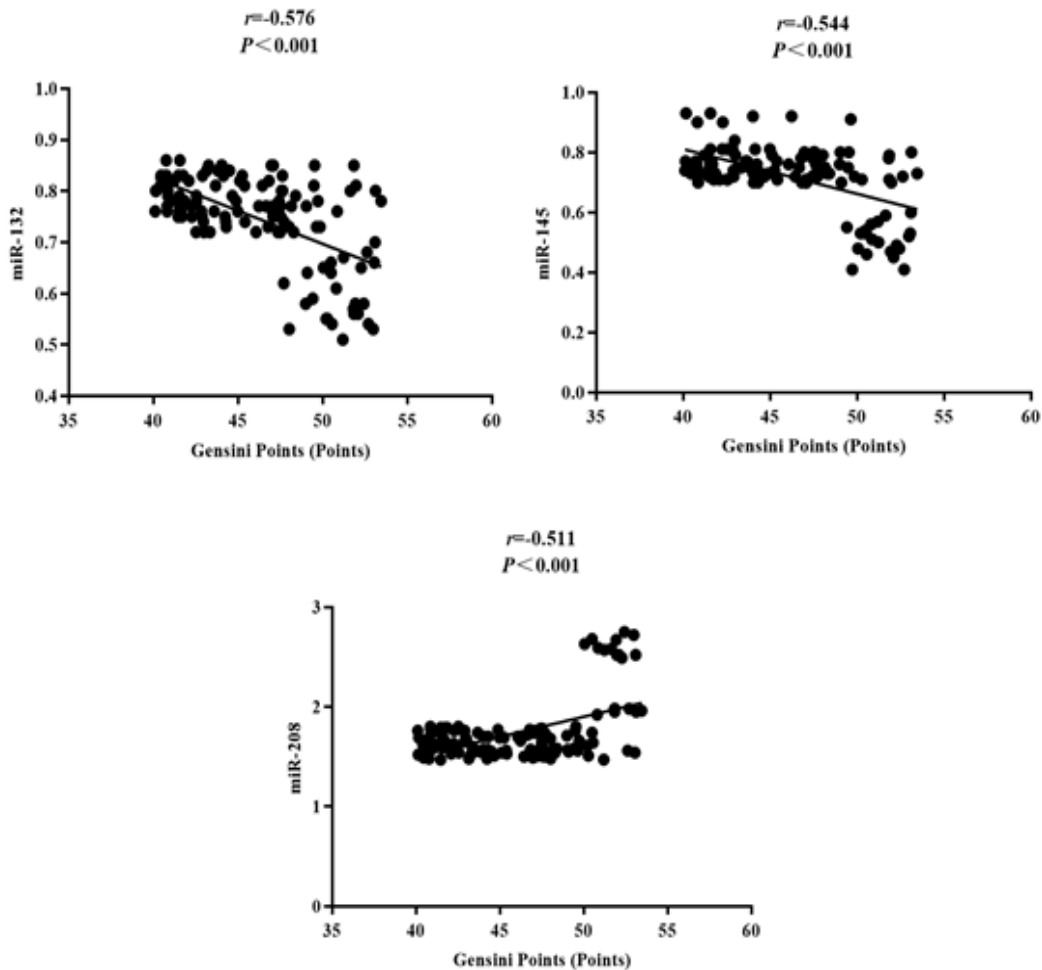 r=-0.576
P＜0.001
1.0
0.9
0.8
0.7
0.6
0.5
0.4
miR-132
35 40 45 50 55 60
Gensini Points (Points)
r=-0.544
P＜0.001
1.0
0.8
0.6
0.4
0.2
0.0
miR-145
35 40 45 50 55 60
Gensini Points (Points)
r=-0.511
P＜0.001
3
2
1
0
miR-208
35 40 45 50 55 60
Gensini Points (Points)